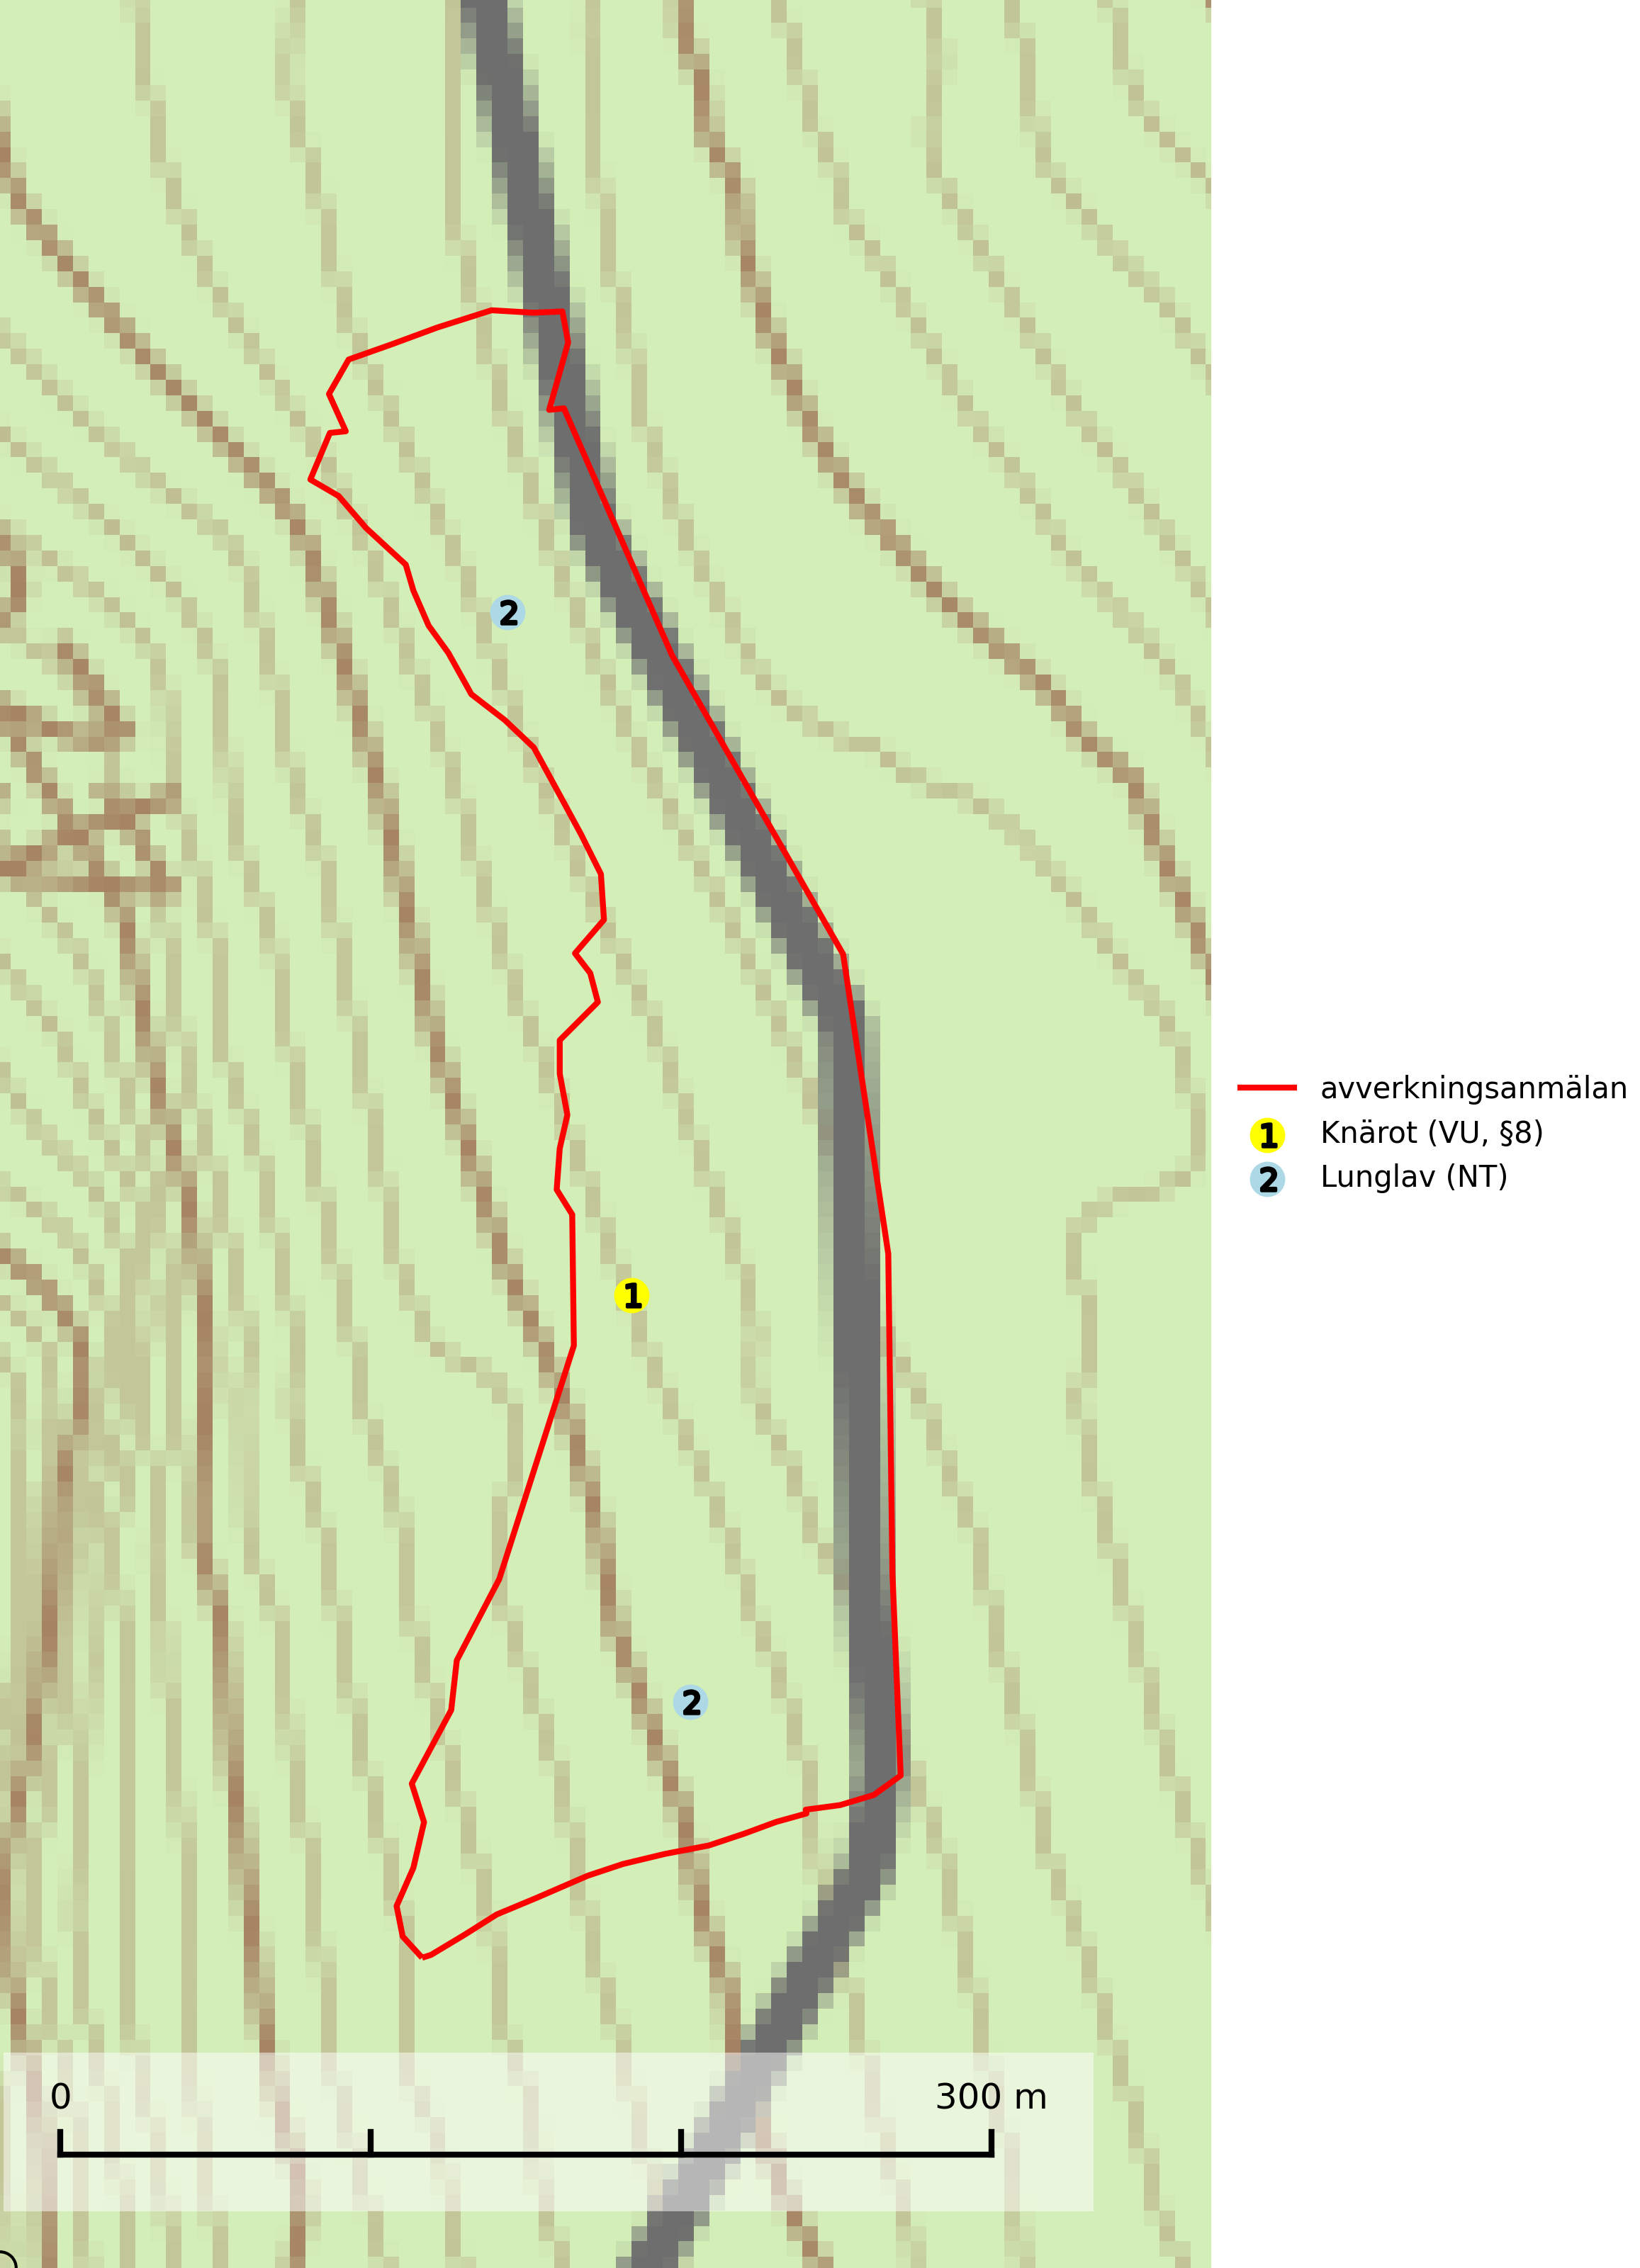 2
1
2
avverkningsanmälan
1 Knärot (VU, §8)
2 Lunglav (NT)
0 300 m